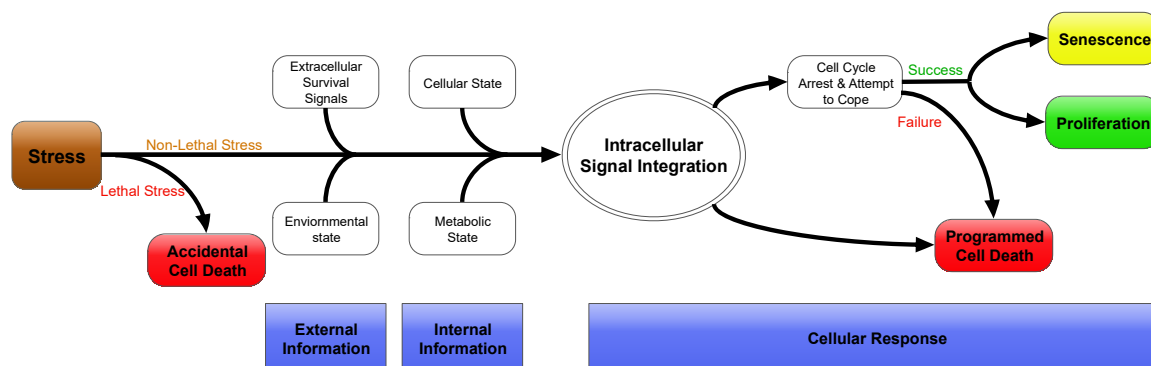 Senescence
Extracellular
Survival
Signals
Cellular State
Cell Cycle
Arrest & Attempt
to Cope
Success
Proliferation
Failure
Stress
Non-Lethal Stress
Lethal Stress
Intracellular
Signal Integration
Enviornmental
state
Metabolic
State
Accidental
Cell Death
Programmed
Cell Death
External
Information
Internal
Information
Cellular Response